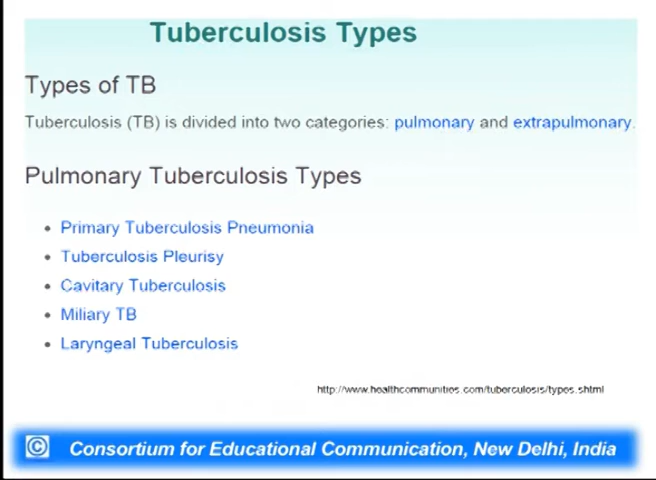 Tuberculosis Types
Types of TB
Tuberculosis (TB) is divided into two categories: pulmonary and extrapulmonary.
Pulmonary Tuberculosis Types
• Primary Tuberculosis Pneumonia
• Tuberculosis Pleurisy
• Cavitary Tuberculosis
• Miliary TB
• Laryngeal Tuberculosis
http://www.healthcommunities.com/tuberculosis/types.shtml
© Consortium for Educational Communication, New Delhi, India